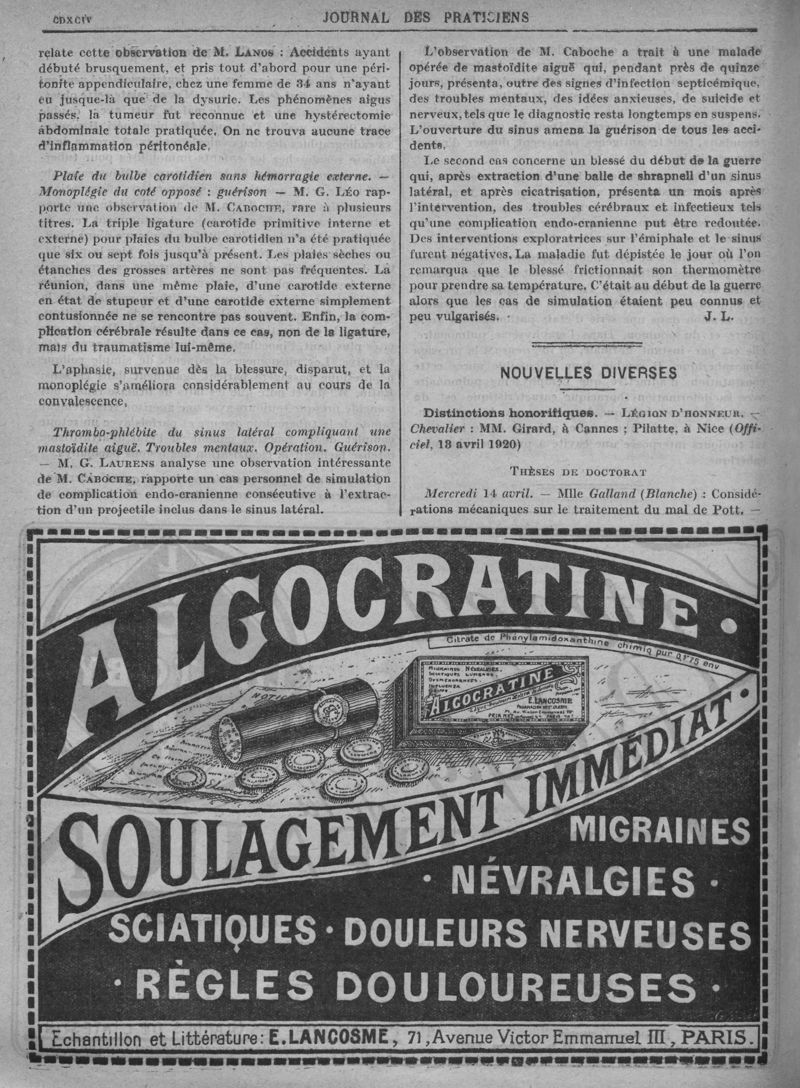 CDXCIV
JOURNAL DES PRATICIENS
relate cette observation de M. LANOS : Accidents ayant
débuté brusquement, et pris tout d'abord pour une péri-
tonite appendiculaire, chez une femme de 34 ans n'ayant
eu jusque-là que de la dysurie. Les phénomènes aigus
passés, la tumeur fut reconnue et une hystérectomie
abdominale totale pratiquée. On ne trouva aucune trace
d'inflammation péritonéale.
Plaie du bulbe carotidien sans hémorragie externe. —
Monoplégie du coté opposé : guérison — M. G. LÉO rap-
porte une observation de M. CABOCHE, rare à plusieurs
titres. La triple ligature (carotide primitive interne et
externe) pour plaies du bulbe carotidien n'a été pratiquée
que six ou sept fois jusqu'à présent. Les plaies sèches ou
étanches des grosses artères ne sont pas fréquentes. La
réunion, dans une même plaie, d'une carotide externe
en état de stupeur et d'une carotide externe simplement
contusionnée ne se rencontre pas souvent. Enfin, la com-
plication cérébrale résulte dans ce cas, non de la ligature,
mais du traumatisme lui-même.
L'aphasie, survenue dès la blessure, disparut, et la
monoplégie s'améliora considérablement au cours de la
convalescence.
Thrombo-phlébite du sinus latéral compliquant une
mastoïdite aiguë. Troubles mentaux. Opération. Guérison.
— M. G. LAURENS analyse une observation intéressante
de M. CABOCHE, rapporte un cas personnel de simulation
de complication endo-cranienne consécutive à l'extrac-
tion d'un projectile inclus dans le sinus latéral.
L'observation de M. Caboche a trait à une malade
opérée de mastoïdite aiguë qui, pendant près de quinze
jours, présenta, outre des signes d'infection septicémique,
des troubles mentaux, des idées anxieuses, de suicide et
nerveux, tels que le diagnostic resta longtemps en suspens.
L'ouverture du sinus amena la guérison de tous les acci-
dents.
Le second cas concerne un blessé du début de la guerre
qui, après extraction d'une balle de shrapnell d'un sinus
latéral, et après cicatrisation, présenta un mois après
l'intervention, des troubles cérébraux et infectieux tels
qu'une complication endo-cranienne put être redoutée.
Des interventions exploratrices sur l'émiphale et le sinus
furent négatives. La maladie fut dépistée le jour où l'on
remarqua que le blessé frictionnait son thermomètre
pour prendre sa température. C'était au début de la guerre
alors que les cas de simulation étaient peu connus et
peu vulgarisés. J. L.
NOUVELLES DIVERSES
Distinctions honorifiques. — LÉGION D'HONNEUR. —
Chevalier : MM. Girard, à Cannes ; Pilatte, à Nice (Offi-
ciel, 13 avril 1920)
THÈSES DE DOCTORAT
Mercredi 14 avril. — Mlle Galland (Blanche) : Considé-
rations mécaniques sur le traitement du mal de Pott. —
ALGOCRATINE •
Citrate de Phénylamidoxanthine chimiq pur 0,gr75 env
NOTICE
MIGRAINES NÉVRALGIES
SCIATIQUES LUMBAGO
DYSMÉNORRHÉES
INFLUENZA
ALGOCRATINE
E. LANCOSME
SOULAGEMENT IMMÉDIAT •
MIGRAINES
• NÉVRALGIES •
SCIATIQUES • DOULEURS NERVEUSES
• RÈGLES DOULOUREUSES •
Echantillon et Littérature: E. LANCOSME, 71, Avenue Victor Emmanuel III, PARIS.